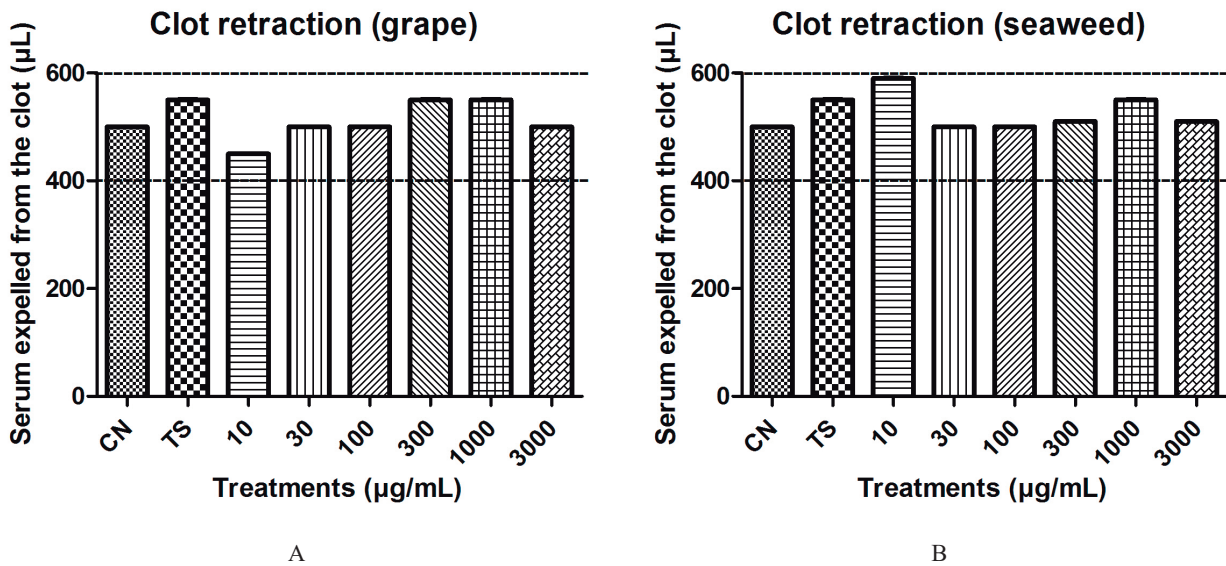 Clot retraction (grape)
Serum expelled from the clot (µL)
600
400
200
0
CN TS 10 30 100 300 1000 3000
Treatments (µg/mL)
A
Clot retraction (seaweed)
Serum expelled from the clot (µL)
600
400
200
0
CN TS 10 30 100 300 1000 3000
Treatments (µg/mL)
B